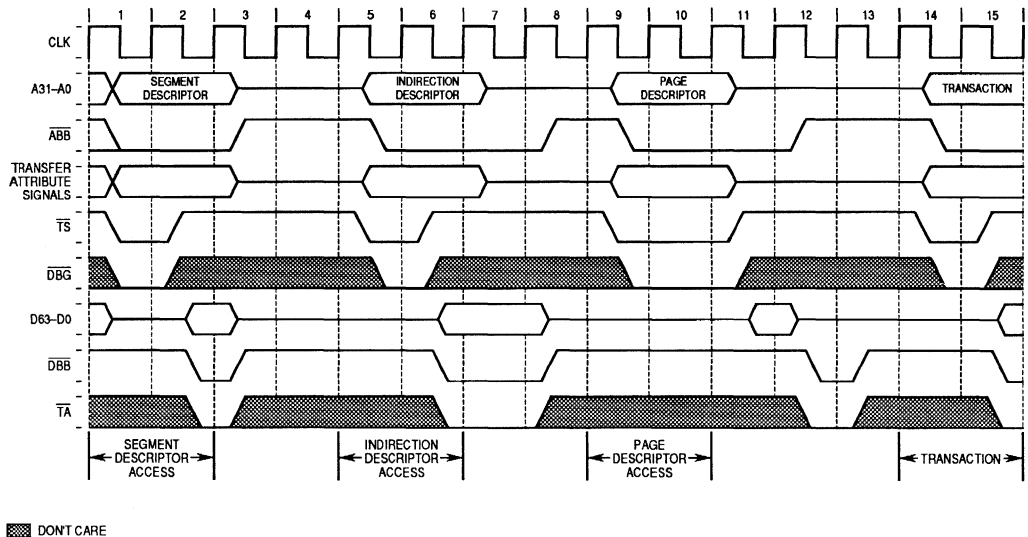 1 2 3 4 5 6 7 8 9 10 11 12 13 14 15
CLK
A31–A0
SEGMENT
DESCRIPTOR
INDIRECTION
DESCRIPTOR
PAGE
DESCRIPTOR
TRANSACTION
ABB
TRANSFER
ATTRIBUTE
SIGNALS
TS
DBG
D63–D0
DBB
TA
SEGMENT
DESCRIPTOR
ACCESS
INDIRECTION
DESCRIPTOR
ACCESS
PAGE
DESCRIPTOR
ACCESS
TRANSACTION
DON'T CARE